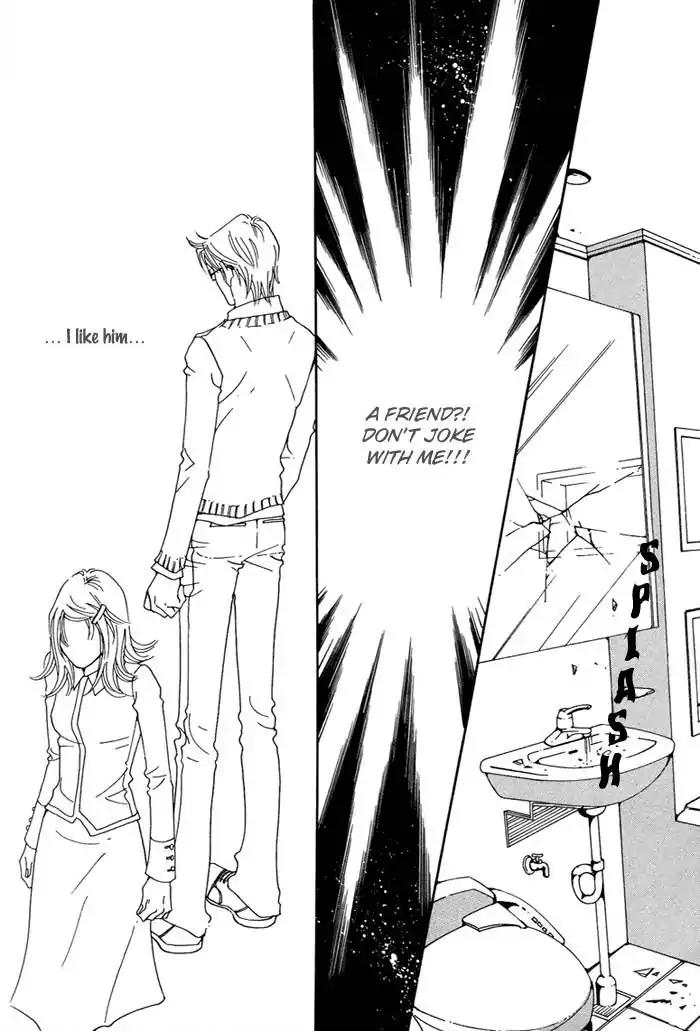 SPLASH
A FRIEND?!
DON'T JOKE
WITH ME!!!
... I like him...